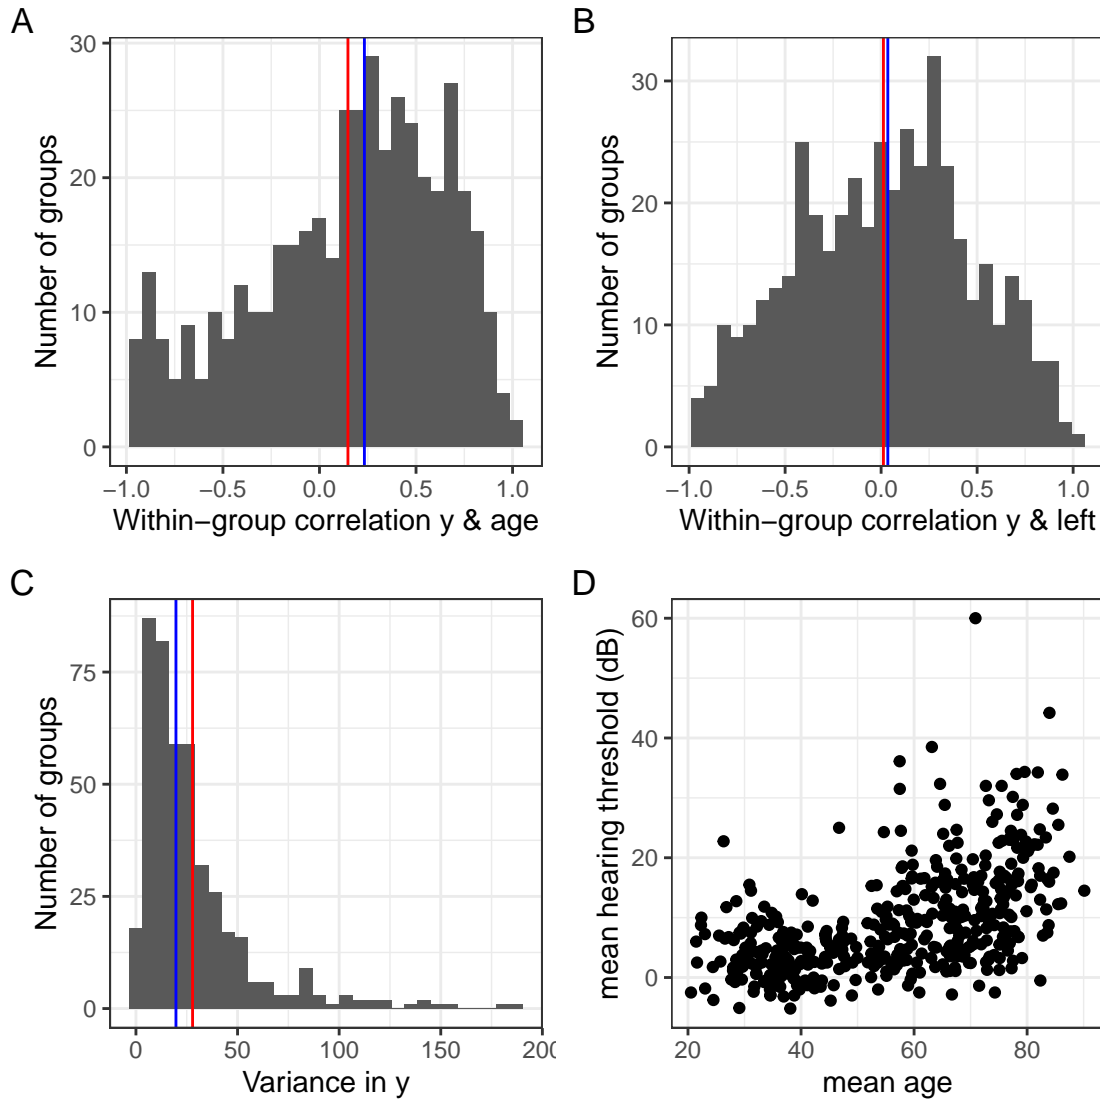 A
Number of groups
30
20
10
0
−1.0 −0.5 0.0 0.5 1.0
Within−group correlation y & age
B
Number of groups
30
20
10
0
−1.0 −0.5 0.0 0.5 1.0
Within−group correlation y & left
C
Number of groups
75
50
25
0
0 50 100 150 200
Variance in y
D
mean hearing threshold (dB)
60
40
20
0
20 40 60 80
mean age